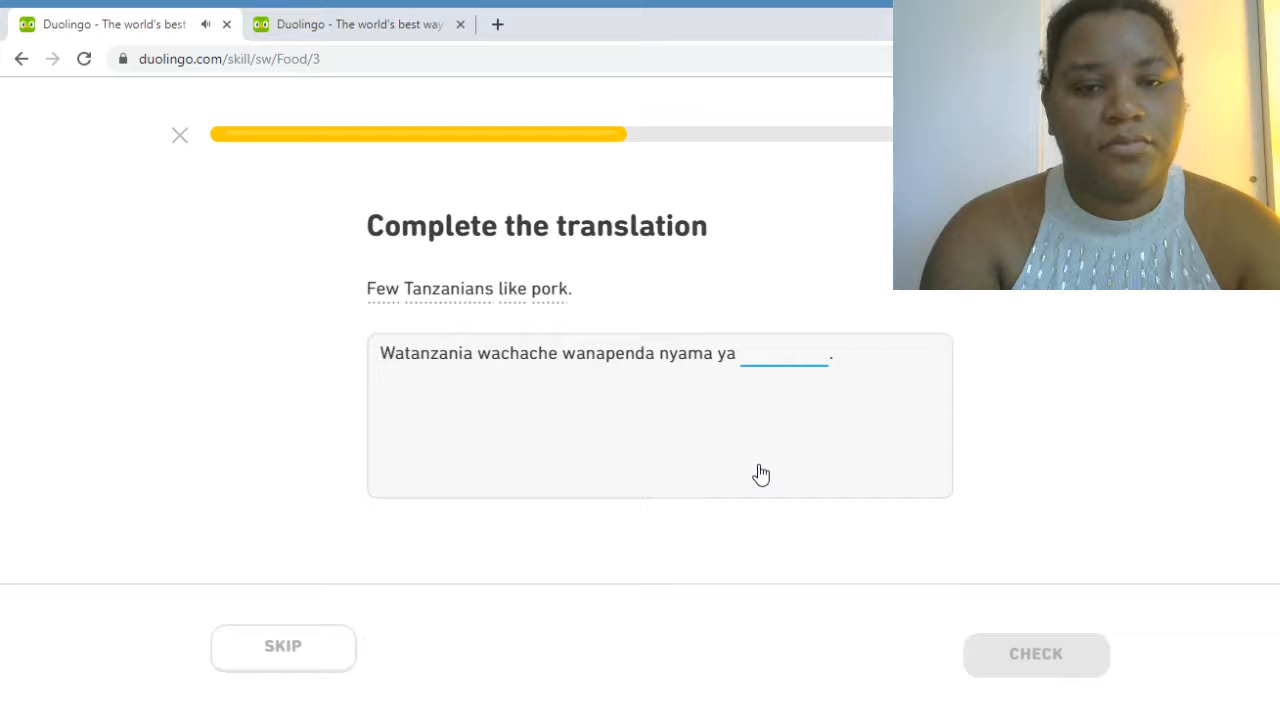 Duolingo - The world's best
Duolingo - The world's best way
duolingo.com/skill/sw/Food/3
Complete the translation
Few Tanzanians like pork.
Watanzania wachache wanapenda nyama ya ________.
SKIP
CHECK